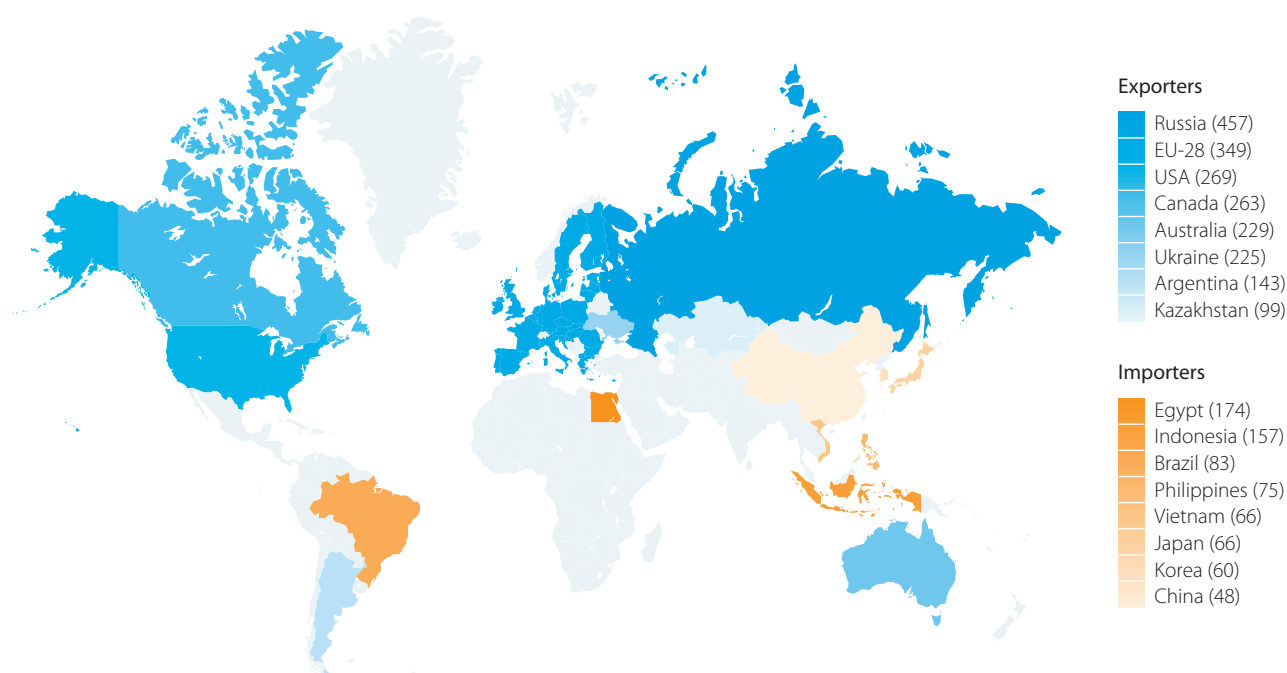 Exporters
Russia (457)
EU-28 (349)
USA (269)
Canada (263)
Australia (229)
Ukraine (225)
Argentina (143)
Kazakhstan (99)
Importers
Egypt (174)
Indonesia (157)
Brazil (83)
Philippines (75)
Vietnam (66)
Japan (66)
Korea (60)
China (48)